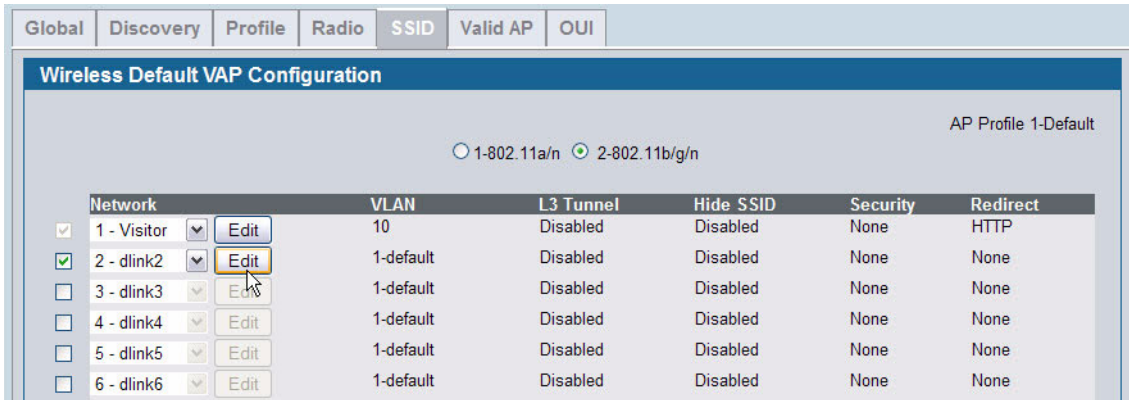 Global Discovery Profile Radio SSID Valid AP OUI
Wireless Default VAP Configuration
AP Profile 1-Default
1-802.11a/n 2-802.11b/g/n
Network VLAN L3 Tunnel Hide SSID Security Redirect
1 - Visitor Edit 10 Disabled Disabled None HTTP
2 - dlink2 Edit 1-default Disabled Disabled None None
3 - dlink3 Edit 1-default Disabled Disabled None None
4 - dlink4 Edit 1-default Disabled Disabled None None
5 - dlink5 Edit 1-default Disabled Disabled None None
6 - dlink6 Edit 1-default Disabled Disabled None None